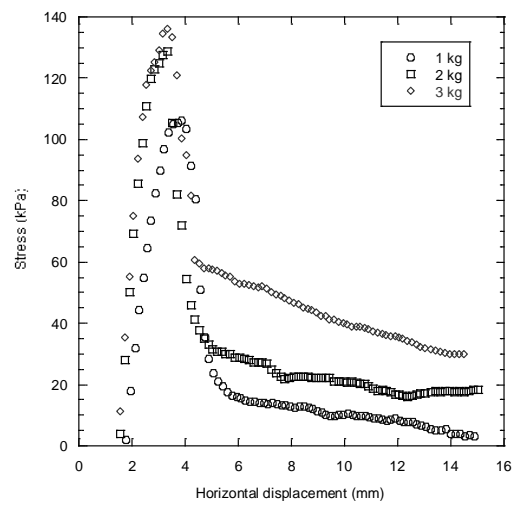 140
120
100
80
60
40
20
0
Stress (kPa)
1 kg
2 kg
3 kg
0 2 4 6 8 10 12 14 16
Horizontal displacement (mm)